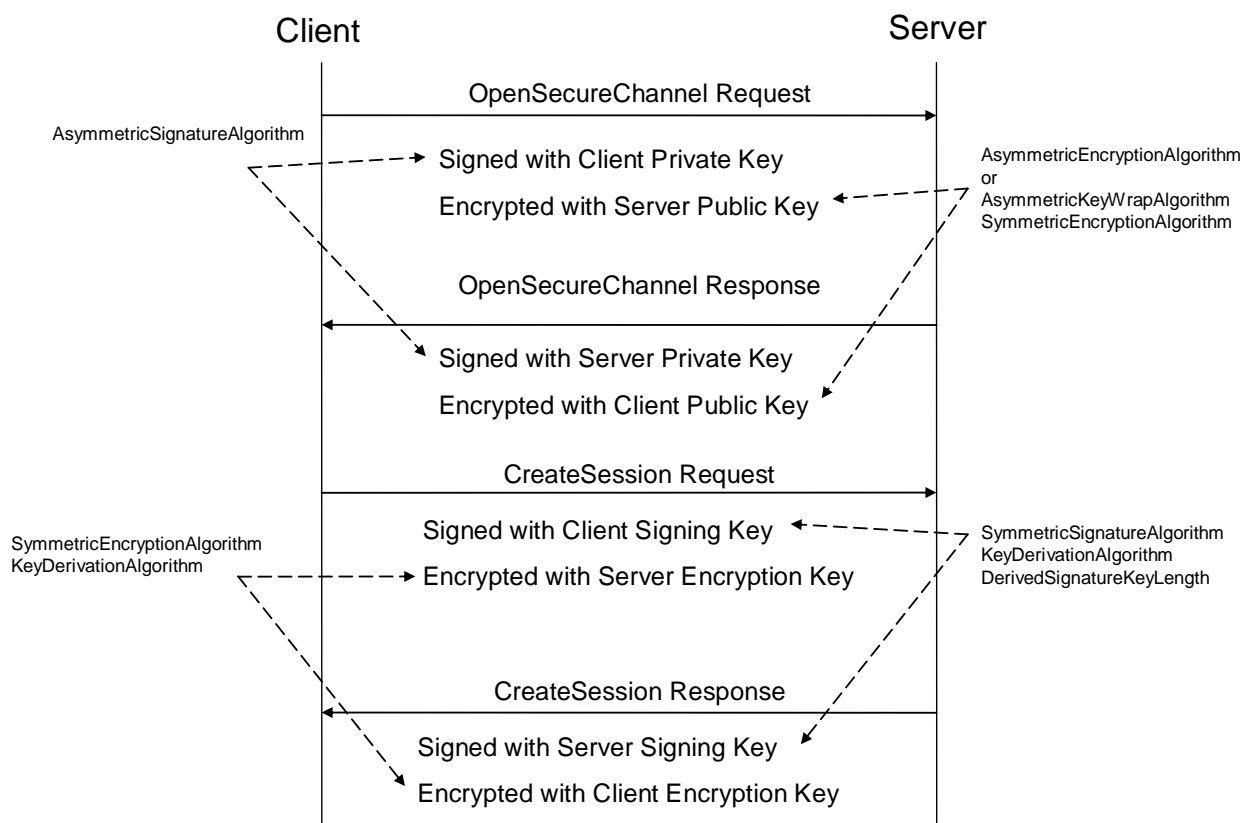 Client
Server
OpenSecureChannel Request
AsymmetricSignatureAlgorithm
Signed with Client Private Key
Encrypted with Server Public Key
AsymmetricEncryptionAlgorithm
or
AsymmetricKeyWrapAlgorithm
SymmetricEncryptionAlgorithm
OpenSecureChannel Response
Signed with Server Private Key
Encrypted with Client Public Key
CreateSession Request
Signed with Client Signing Key
Encrypted with Server Encryption Key
SymmetricEncryptionAlgorithm
KeyDerivationAlgorithm
SymmetricSignatureAlgorithm
KeyDerivationAlgorithm
DerivedSignatureKeyLength
CreateSession Response
Signed with Server Signing Key
Encrypted with Client Encryption Key